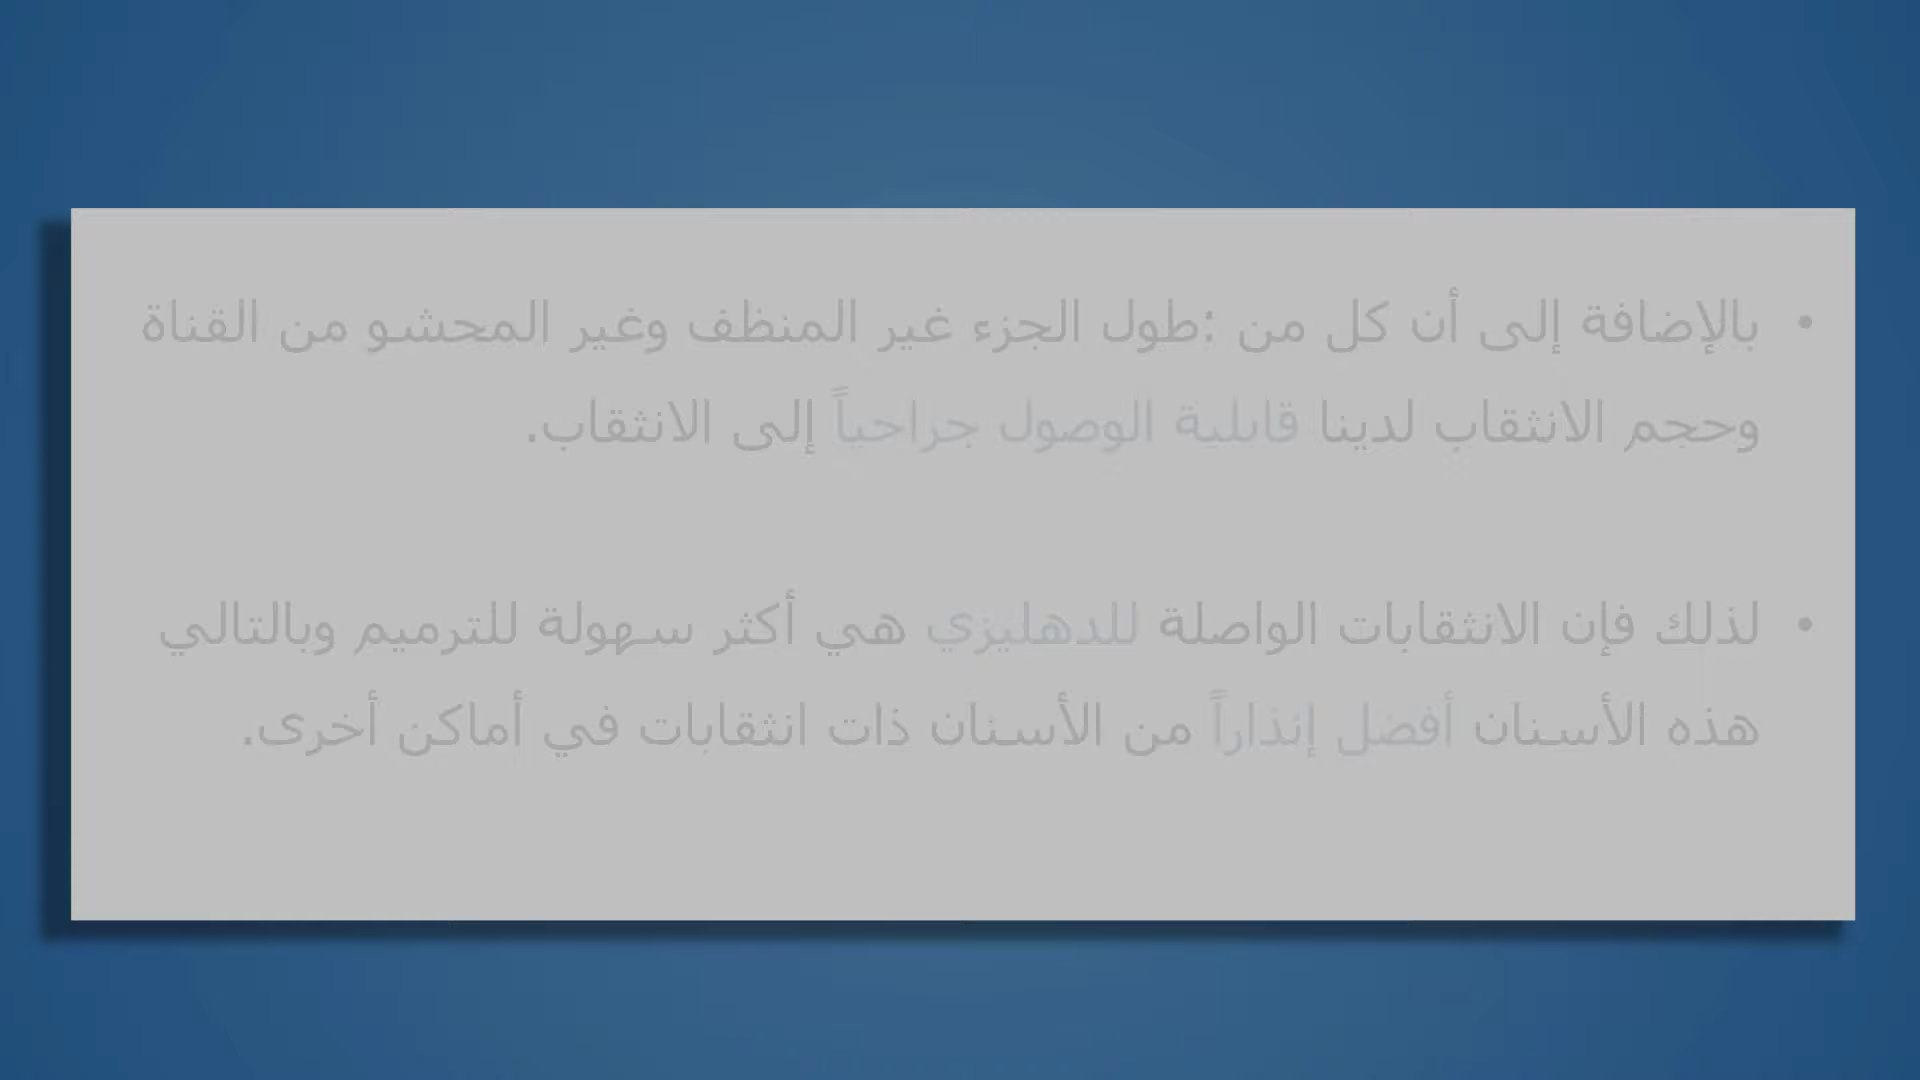 • بالإضافة إلى أن كل من :طول الجزء غير المنظف وغير المحشو من القناة
وحجم الانثقاب لدينا قابلية الوصول جراحياً إلى الانثقاب.
• لذلك فإن الانثقابات الواصلة للدهليزي هي أكثر سهولة للترميم وبالتالي
هذه الأسنان أفضل إنذاراً من الأسنان ذات انثقابات في أماكن أخرى.